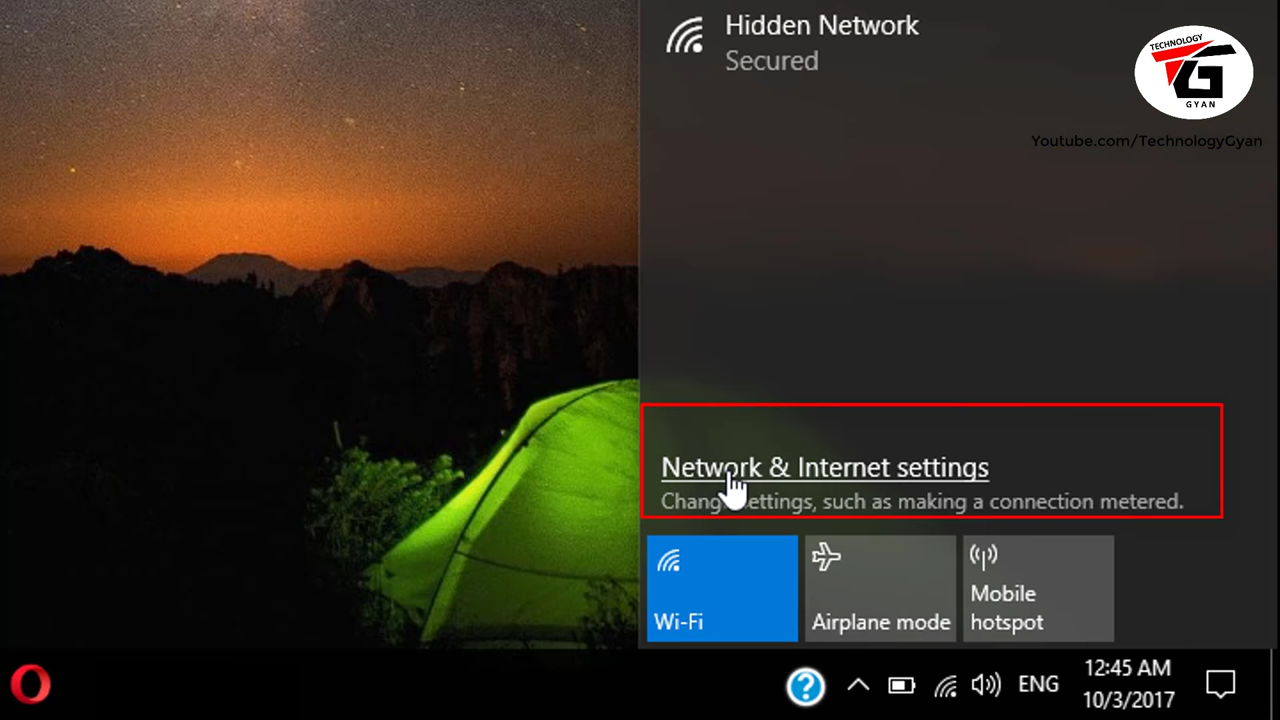 Hidden Network
Secured
TECHNOLOGY
TG
GYAN
Youtube.com/TechnologyGyan
Network & Internet settings
Change settings, such as making a connection metered.
Wi-Fi
Airplane mode
Mobile
hotspot
?
ENG
12:45 AM
10/3/2017